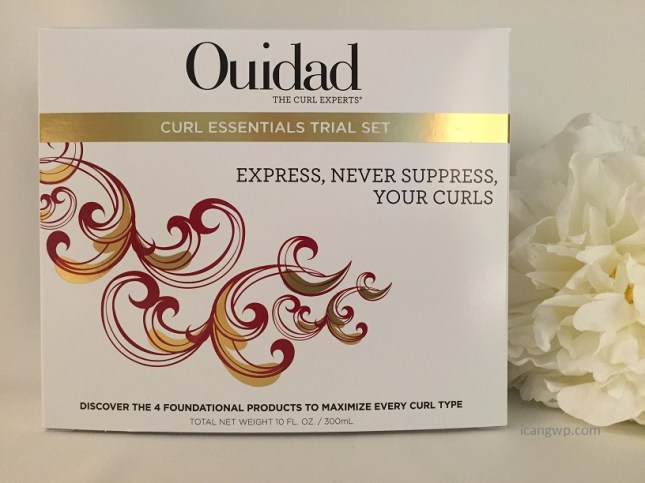 Ouidad
THE CURL EXPERTS®
CURL ESSENTIALS TRIAL SET
EXPRESS, NEVER SUPPRESS,
YOUR CURLS
DISCOVER THE 4 FOUNDATIONAL PRODUCTS TO MAXIMIZE EVERY CURL TYPE
TOTAL NET WEIGHT 10 FL. OZ. / 300mL
icangwp.com